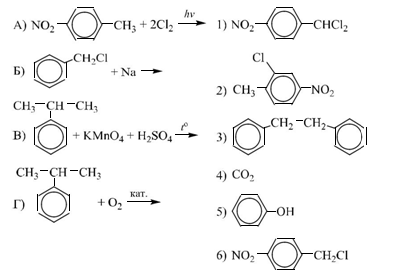 А) NO₂ CH₃ + 2Cl₂ hv 1) NO₂ CHCl₂
Б) CH₂Cl + Na
2) CH₃ Cl NO₂
В) CH₃–CH–CH₃ + KMnO₄ + H₂SO₄ t° 3) CH₂–CH₂
4) CO₂
Г) CH₃–CH–CH₃ + O₂ кат.
5) OH
6) NO₂ CH₂Cl